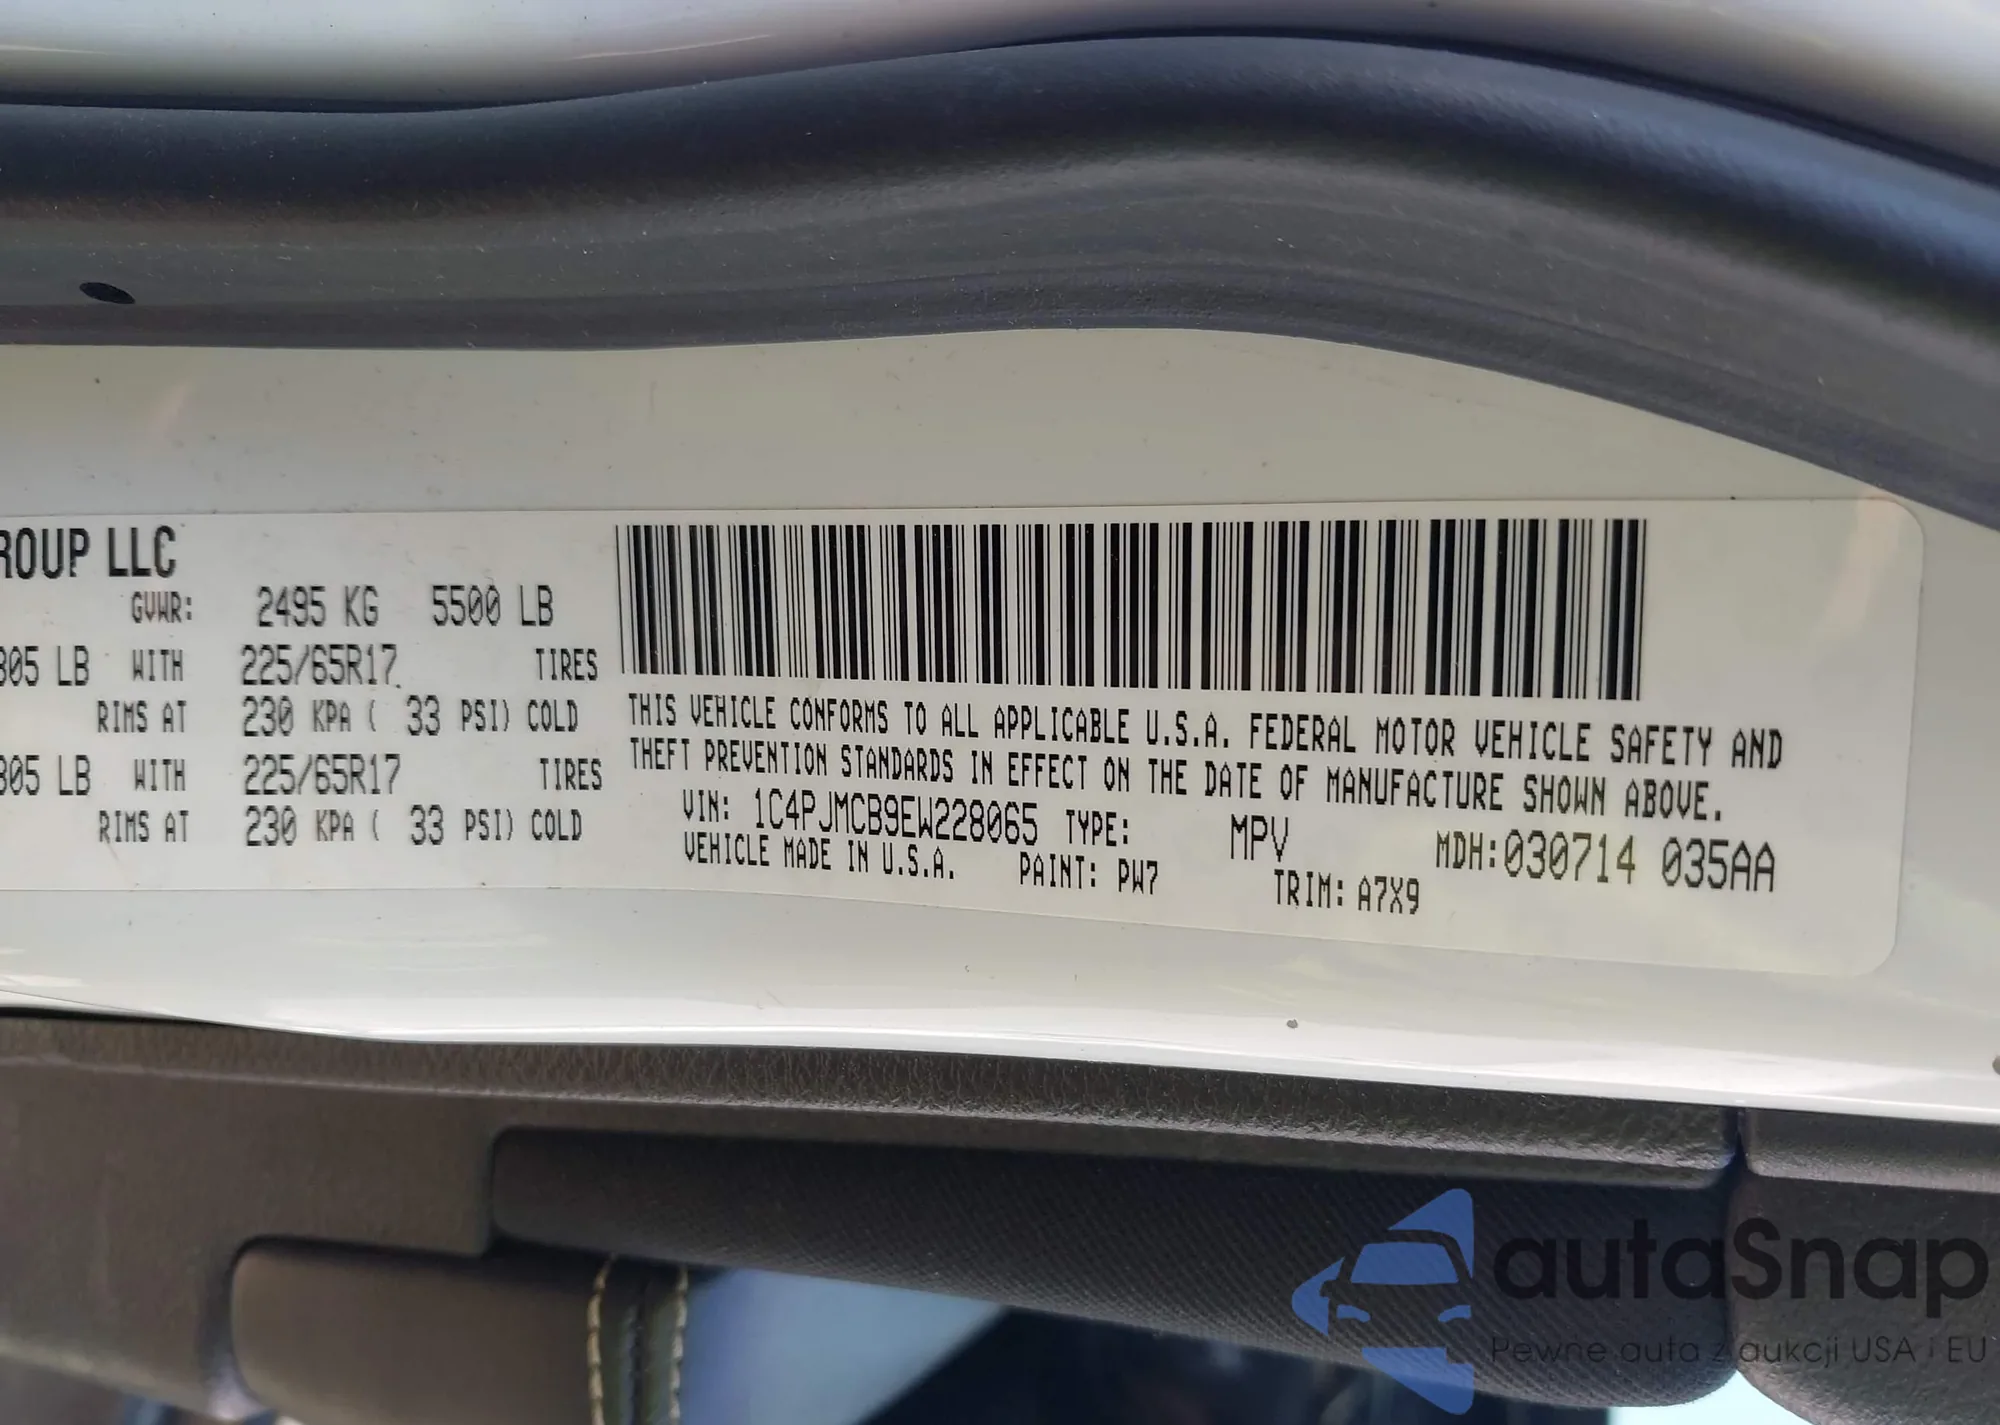 ROUP LLC
GVWR: 2495 KG 5500 LB
305 LB WITH 225/65R17 TIRES
RIMS AT 230 KPA ( 33 PSI) COLD
305 LB WITH 225/65R17 TIRES
RIMS AT 230 KPA ( 33 PSI) COLD
THIS VEHICLE CONFORMS TO ALL APPLICABLE U.S.A. FEDERAL MOTOR VEHICLE SAFETY AND
THEFT PREVENTION STANDARDS IN EFFECT ON THE DATE OF MANUFACTURE SHOWN ABOVE.
VIN: 1C4PJMCB9EW228065 TYPE: MPV MDH:030714 035AA
VEHICLE MADE IN U.S.A. PAINT: PW7 TRIM: A7X9
autaSnap
Pewne auta z aukcji USA i EU